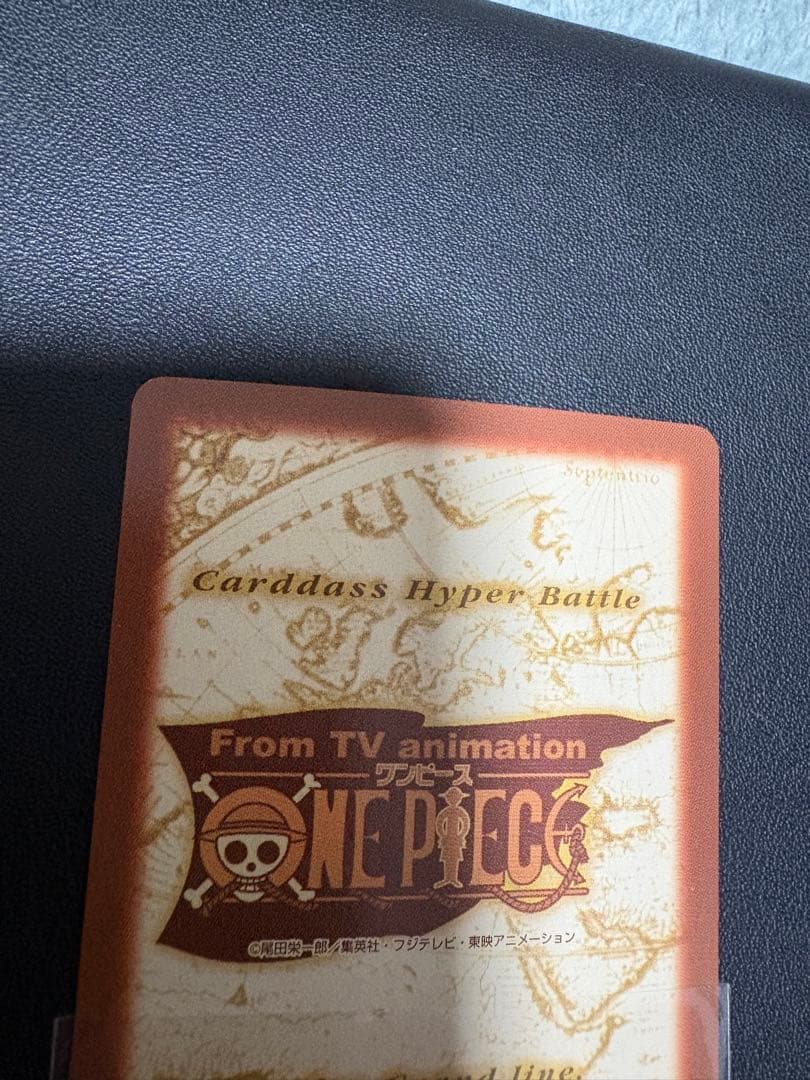 Septentrio
Carddass Hyper Battle
From TV animation
ワンピース
ONE PIECE
©尾田栄一郎／集英社・フジテレビ・東映アニメーション
line.